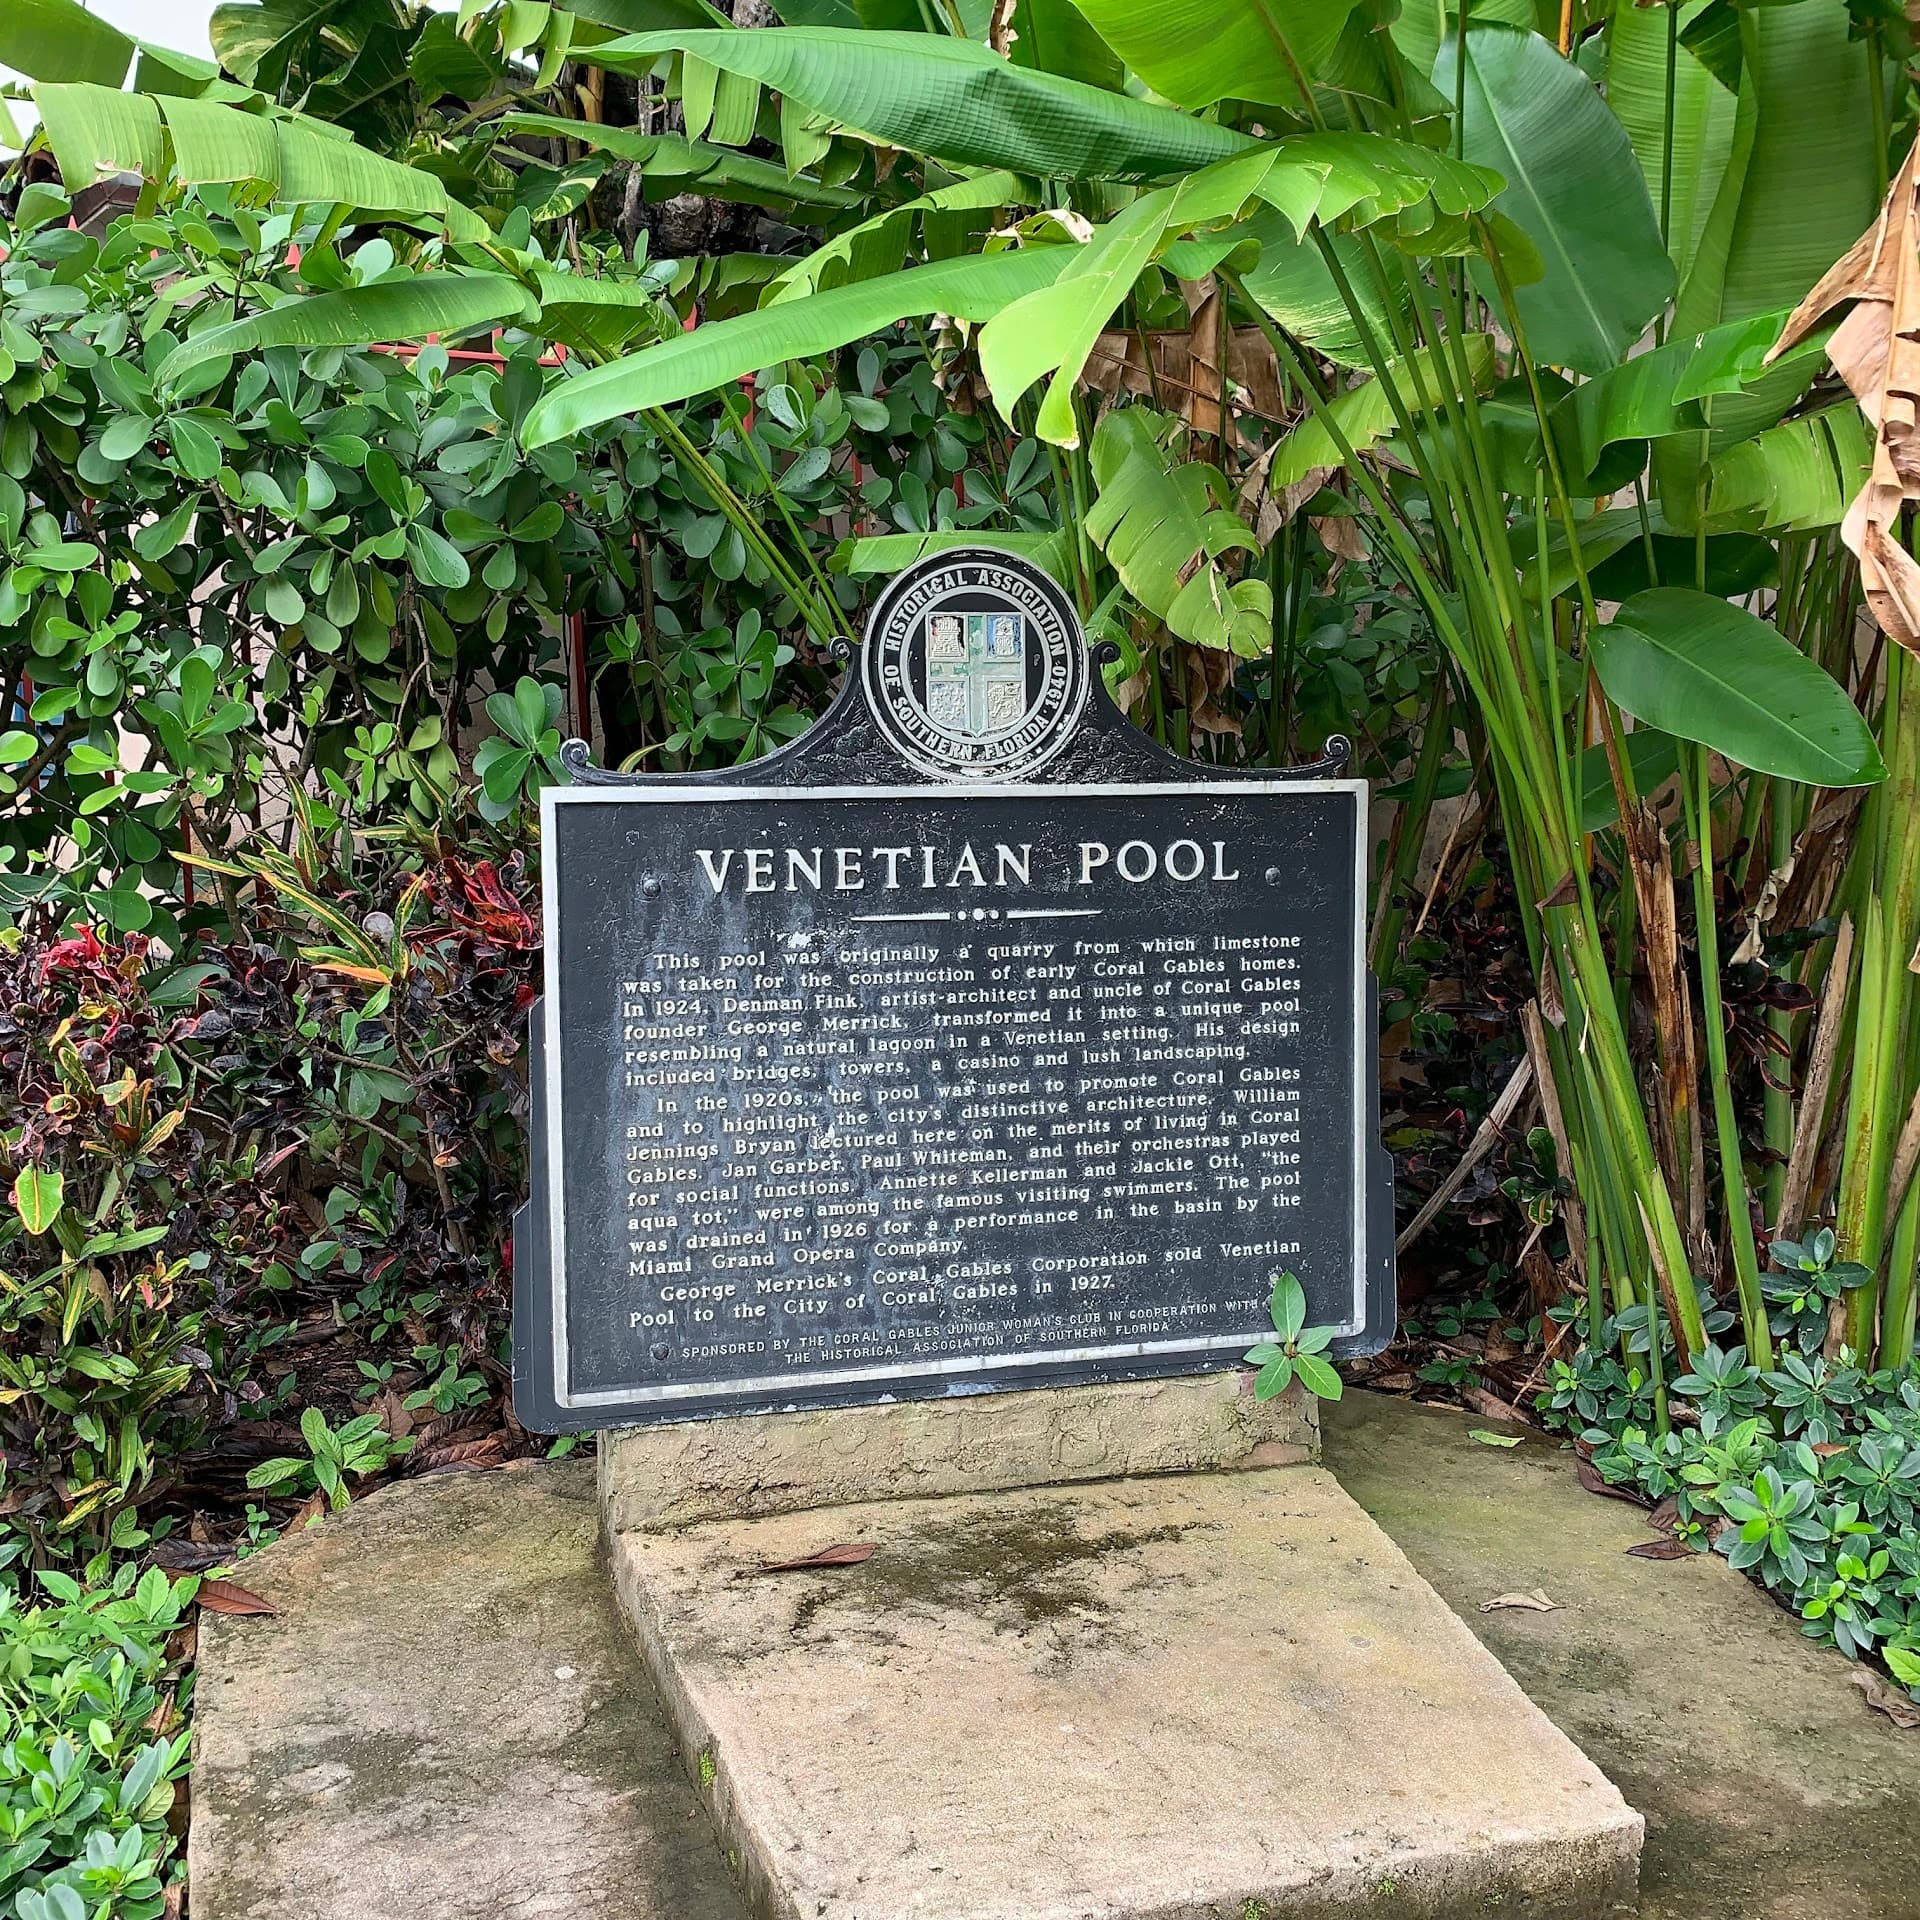 HISTORICAL ASSOCIATION
OF SOUTHERN FLORIDA 1940
VENETIAN POOL
This pool was originally a quarry from which limestone
was taken for the construction of early Coral Gables homes.
In 1924, Denman Fink, artist-architect and uncle of Coral Gables
founder George Merrick, transformed it into a unique pool
resembling a natural lagoon in a Venetian setting. His design
included bridges, towers, a casino and lush landscaping.
In the 1920s, the pool was used to promote Coral Gables
and to highlight the city's distinctive architecture. William
Jennings Bryan lectured here on the merits of living in Coral
Gables. Jan Garber, Paul Whiteman, and their orchestras played
for social functions. Annette Kellerman and Jackie Ott, "the
aqua tot," were among the famous visiting swimmers. The pool
was drained in 1926 for a performance in the basin by the
Miami Grand Opera Company.
George Merrick's Coral Gables Corporation sold Venetian
Pool to the City of Coral Gables in 1927.
SPONSORED BY THE CORAL GABLES JUNIOR WOMAN'S CLUB IN COOPERATION WITH
THE HISTORICAL ASSOCIATION OF SOUTHERN FLORIDA